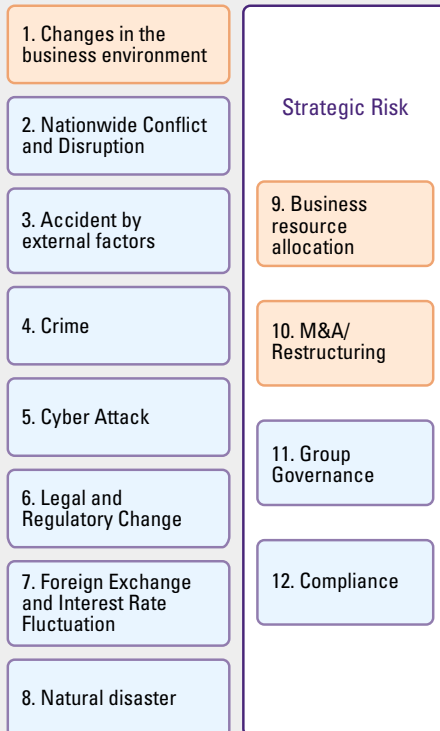 1. Changes in the
business environment
2. Nationwide Conflict
and Disruption
3. Accident by
external factors
4. Crime
5. Cyber Attack
6. Legal and
Regulatory Change
7. Foreign Exchange
and Interest Rate
Fluctuation
8. Natural disaster
Strategic Risk
9. Business
resource
allocation
10. M&A/
Restructuring
11. Group
Governance
12. Compliance